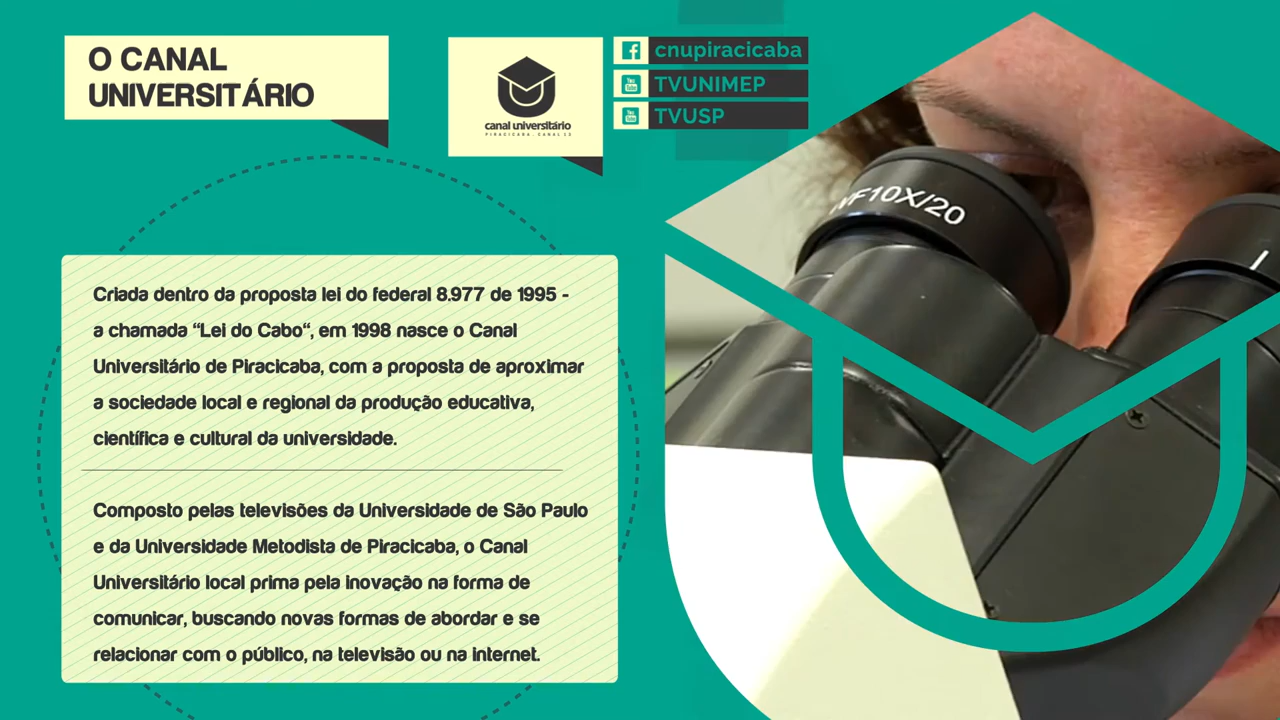 O CANAL
UNIVERSITÁRIO
canal universitário
PIRACICABA . CANAL 13
cnupiracicaba
TVUNIMEP
TVUSP
WF10X/20
Criada dentro da proposta lei do federal 8.977 de 1995 -
a chamada “Lei do Cabo“, em 1998 nasce o Canal
Universitário de Piracicaba, com a proposta de aproximar
a sociedade local e regional da produção educativa,
científica e cultural da universidade.
Composto pelas televisões da Universidade de São Paulo
e da Universidade Metodista de Piracicaba, o Canal
Universitário local prima pela inovação na forma de
comunicar, buscando novas formas de abordar e se
relacionar com o público, na televisão ou na internet.